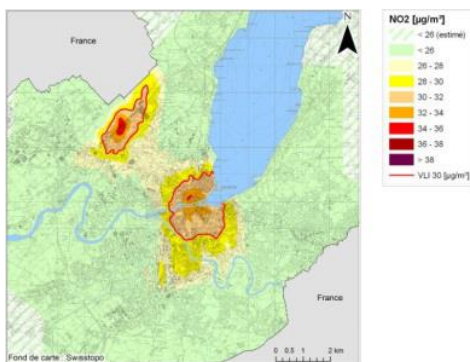 France
N
France
Fond de carte : Swisstopo
0 0.5 1 2 km
NO2 [µg/m³]
< 26 (estimé)
< 26
26 - 28
28 - 30
30 - 32
32 - 34
34 - 36
36 - 38
> 38
VLI 30 [µg/m³]